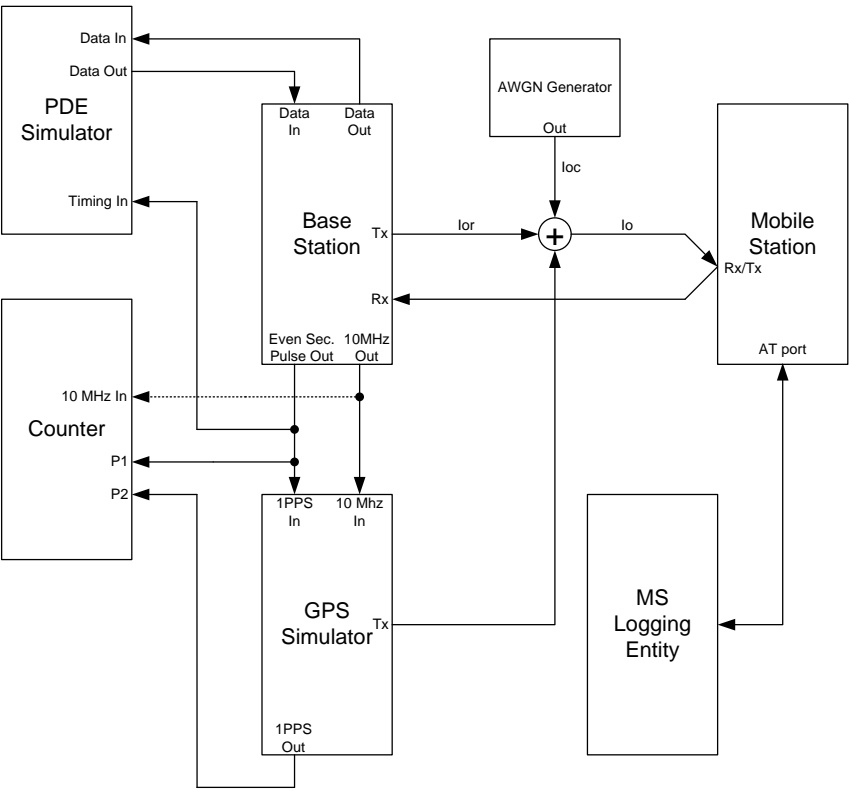 Data In
Data Out
PDE
Simulator
Timing In
Data
In
Data
Out
Base
Station
Tx
Rx
Even Sec.
Pulse Out
10MHz
Out
AWGN Generator
Out
Ioc
Ior
+
Io
Mobile
Station
Rx/Tx
AT port
10 MHz In
Counter
P1
P2
1PPS
In
10 Mhz
In
GPS
Simulator
Tx
1PPS
Out
MS
Logging
Entity